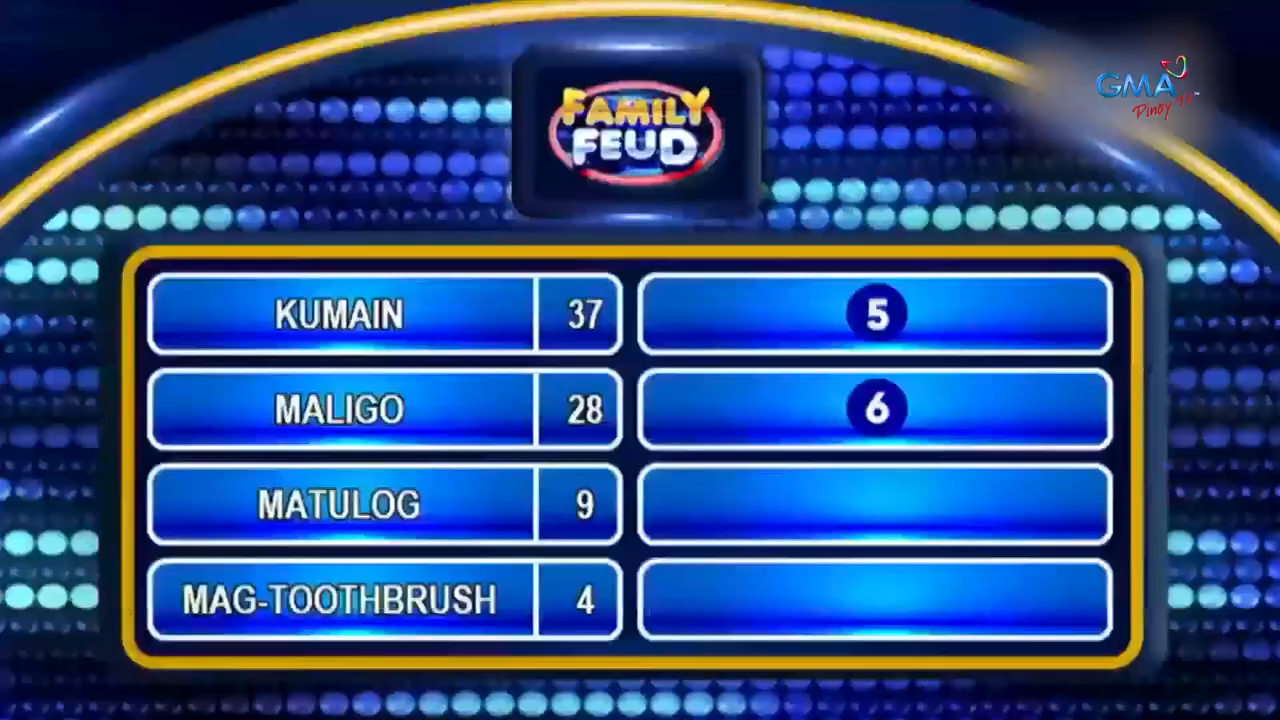 GMA
Pinoy TV
FAMILY
FEUD
KUMAIN 37
5
MALIGO 28
6
MATULOG 9
MAG-TOOTHBRUSH 4